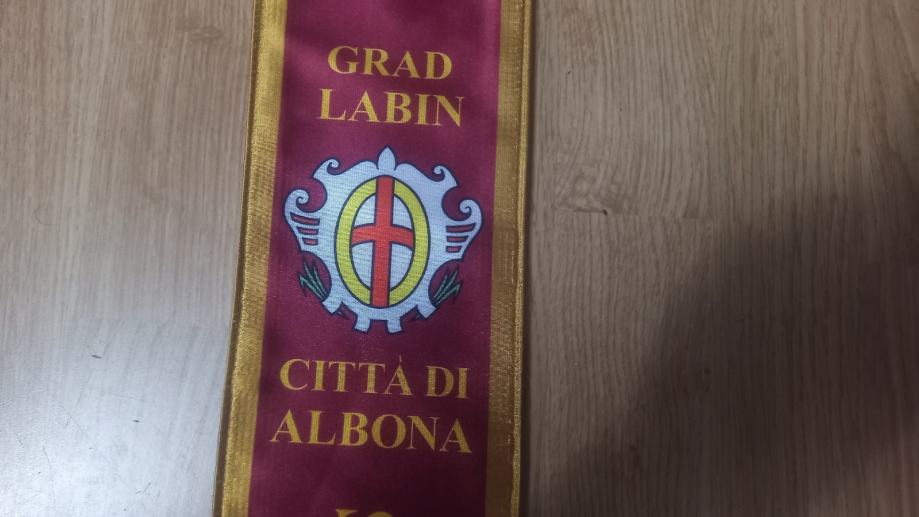 GRAD
LABIN
CITTÀ DI
ALBONA